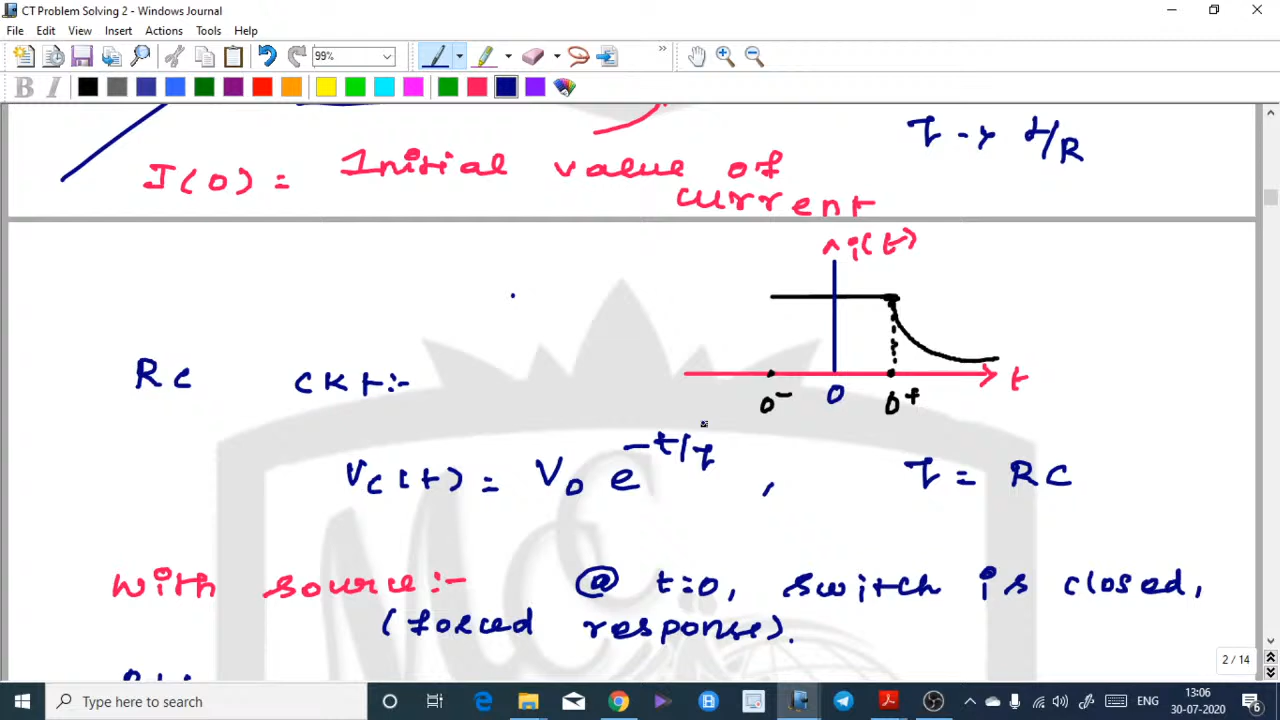 CT Problem Solving 2 - Windows Journal
File Edit View Insert Actions Tools Help
99%
B I
I(0) = Initial value of
current
τ → L/R
i(t)
0⁻ 0 0⁺ t
RC CKt:-
Vc(t) = V0 e^-t/τ , τ = RC
With source:- @ t=0, switch is closed,
(forced response).
2 / 14
Type here to search
ENG
13:06
30-07-2020
6